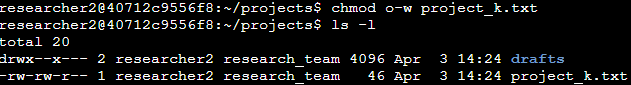 researcher2@40712c9556f8:~/projects$ chmod o-w project_k.txt
researcher2@40712c9556f8:~/projects$ ls -l
total 20
drwx--x--- 2 researcher2 research_team 4096 Apr  3 14:24 drafts
-rw-rw-r-- 1 researcher2 research_team   46 Apr  3 14:24 project_k.txt